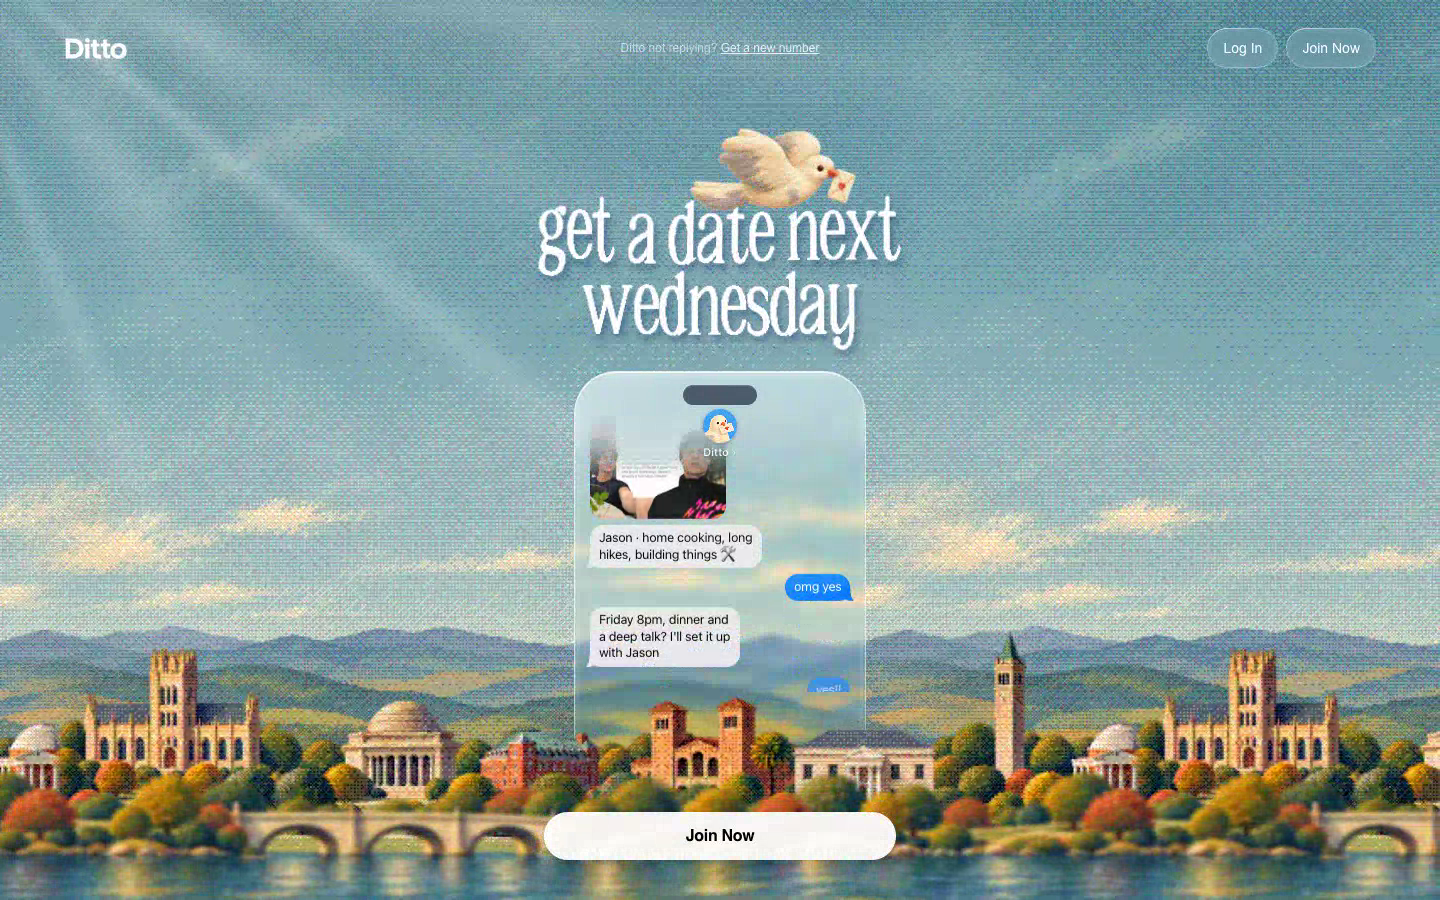 Ditto
Ditto not replying? Get a new number
Log In
Join Now
get a date next
wednesday
Ditto
Jason · home cooking, long
hikes, building things 🛠️
omg yes
Friday 8pm, dinner and
a deep talk? I'll set it up
with Jason
yes!!
Join Now